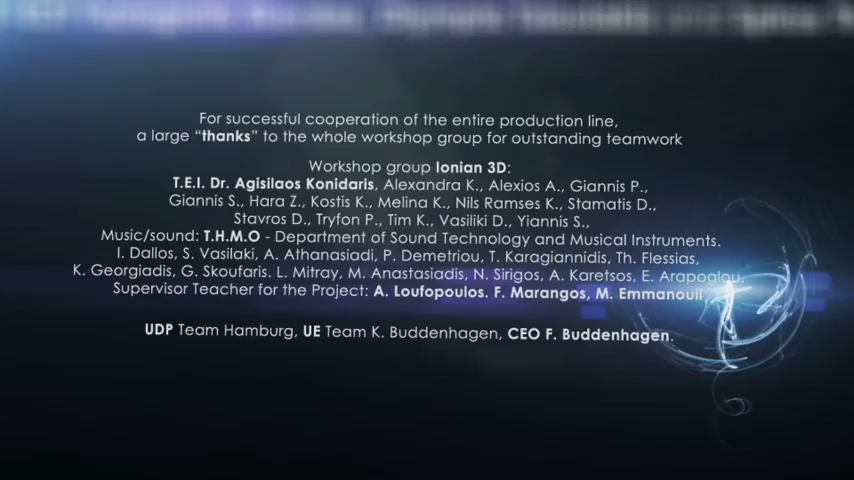 For successful cooperation of the entire production line,
a large “thanks” to the whole workshop group for outstanding teamwork
Workshop group Ionian 3D:
T.E.I. Dr. Agisilaos Konidaris, Alexandra K., Alexios A., Giannis P.,
Giannis S., Hara Z., Kostis K., Melina K., Nils Ramses K., Stamatis D.,
Stavros D., Tryfon P., Tim K., Vasiliki D., Yiannis S.,
Music/sound: T.H.M.O - Department of Sound Technology and Musical Instruments.
I. Dallos, S. Vasilaki, A. Athanasiadi, P. Demetriou, T. Karagiannidis, Th. Flessias,
K. Georgiadis, G. Skoufaris. L. Mitray, M. Anastasiadis, N. Sirigos, A. Karetsos, E. Arapoglou.
Supervisor Teacher for the Project: A. Loufopoulos. F. Marangos, M. Emmanouil
UDP Team Hamburg, UE Team K. Buddenhagen, CEO F. Buddenhagen.